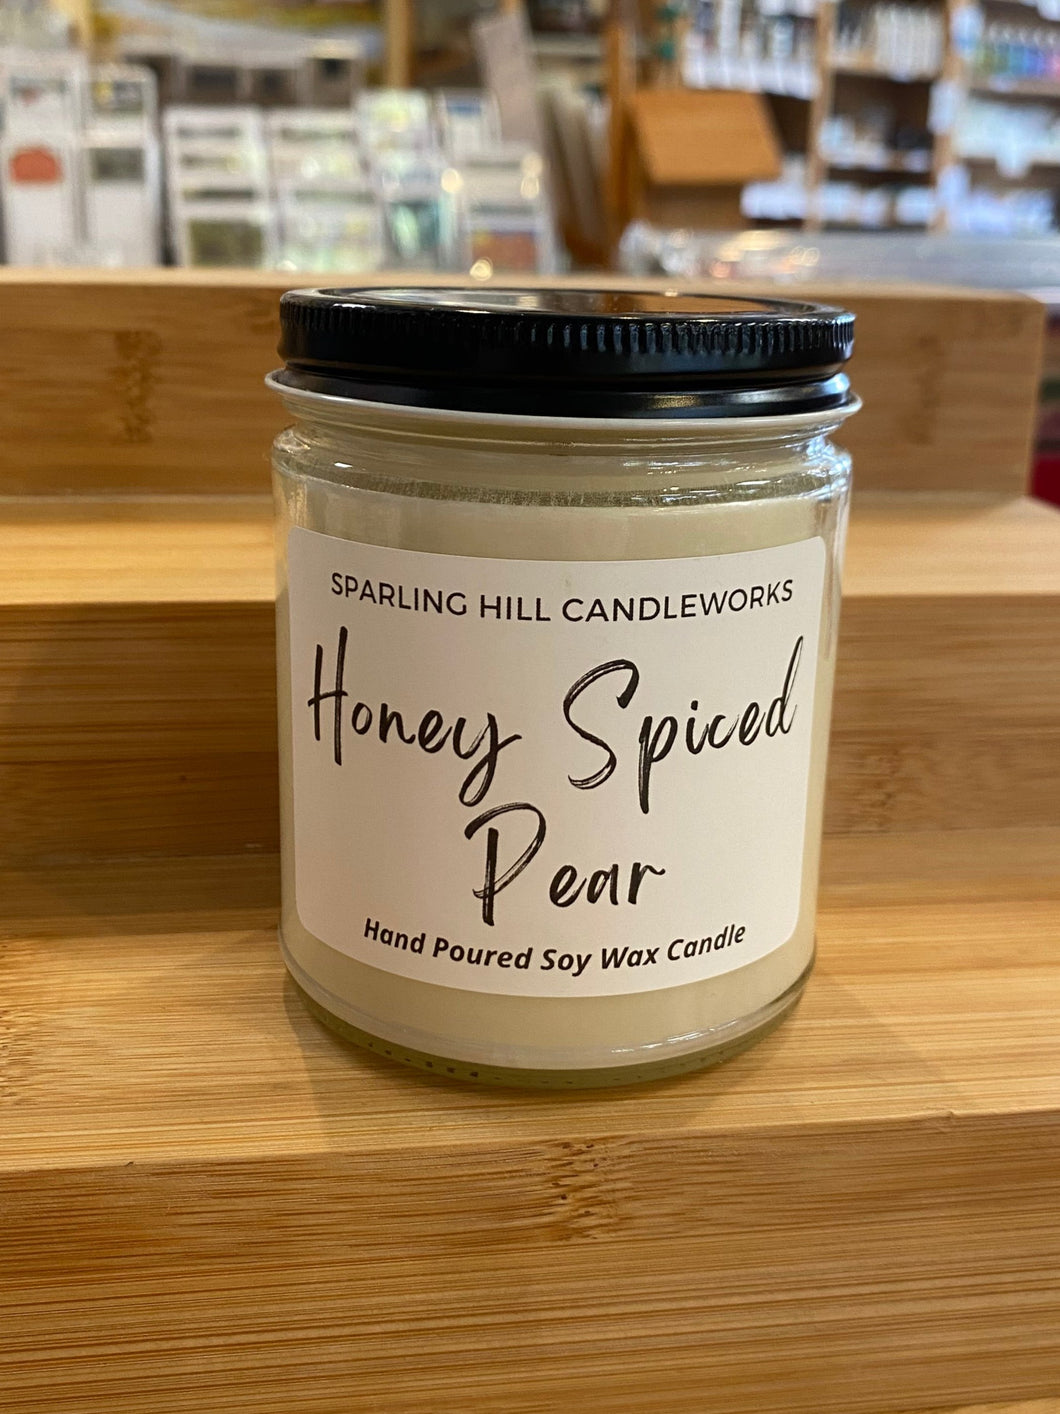 SPARLING HILL CANDLEWORKS
Honey Spiced
Pear
Hand Poured Soy Wax Candle